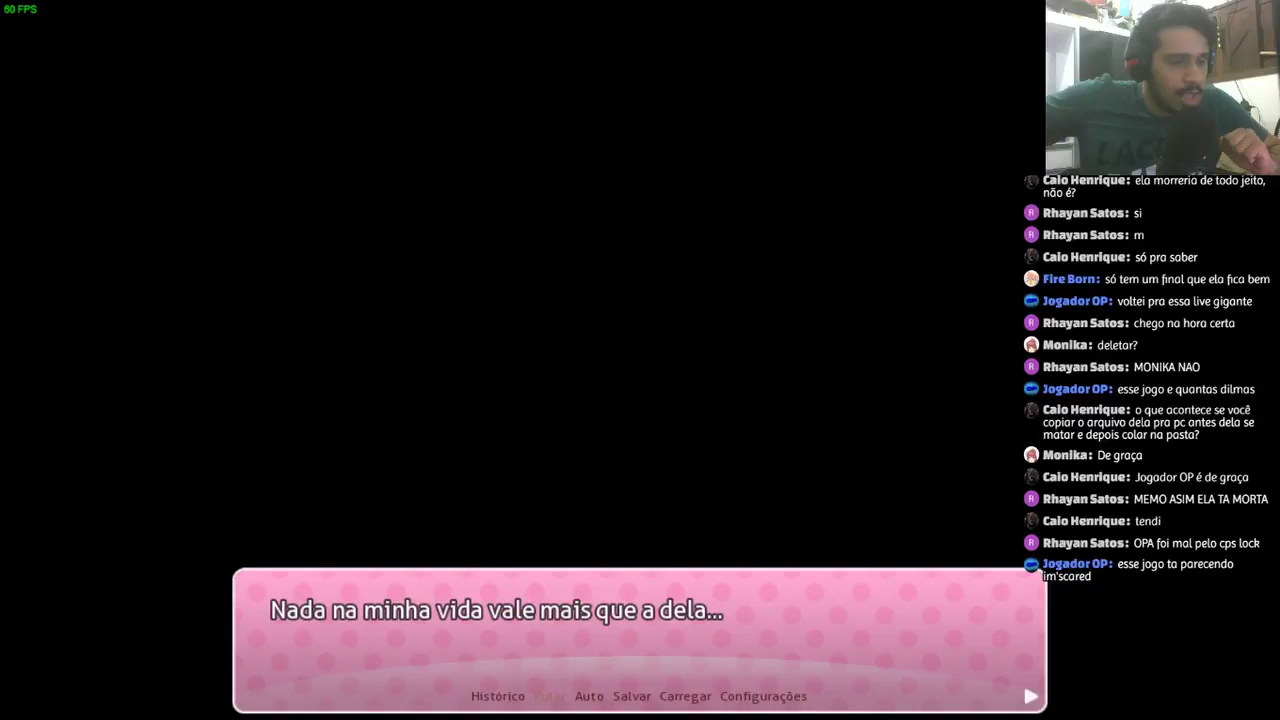 60 FPS
Caio Henrique: ela morreria de todo jeito,
não é?
R Rhayan Satos: si
R Rhayan Satos: m
Caio Henrique: só pra saber
Fire Born: só tem um final que ela fica bem
Jogador OP: voltei pra essa live gigante
R Rhayan Satos: chego na hora certa
Monika: deletar?
R Rhayan Satos: MONIKA NAO
Jogador OP: esse jogo e quantas dilmas
Caio Henrique: o que acontece se você
copiar o arquivo dela pra pc antes dela se
matar e depois colar na pasta?
Monika: De graça
Caio Henrique: Jogador OP é de graça
R Rhayan Satos: MEMO ASIM ELA TA MORTA
Caio Henrique: tendi
R Rhayan Satos: OPA foi mal pelo cps lock
Jogador OP: esse jogo ta parecendo
im'scared
Nada na minha vida vale mais que a dela...
Histórico Pular Auto Salvar Carregar Configurações